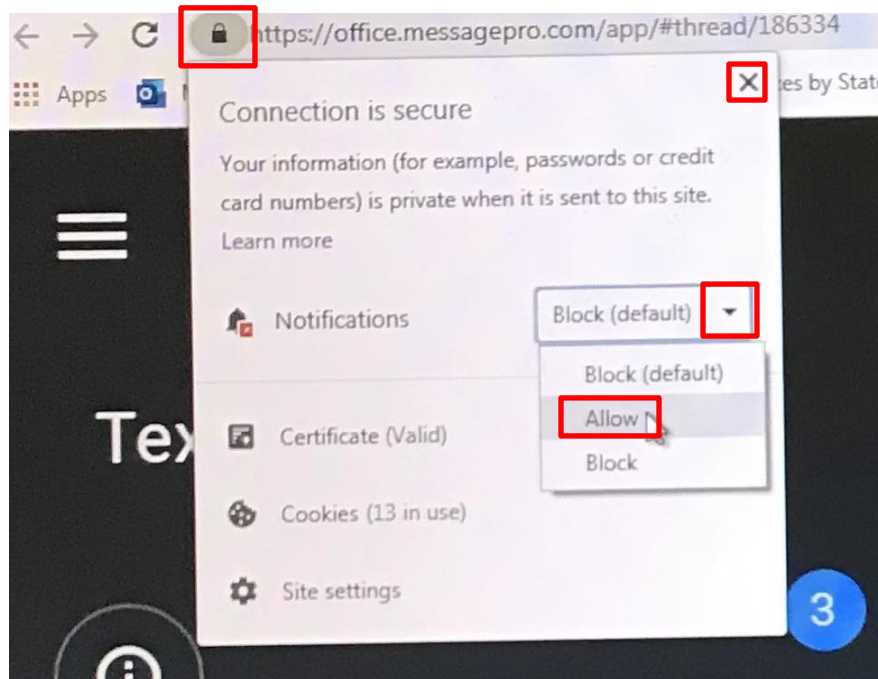 https://office.messagepro.com/app/#thread/186334
Apps
es by Stat
Connection is secure
Your information (for example, passwords or credit
card numbers) is private when it is sent to this site.
Learn more
Notifications
Block (default)
Block (default)
Allow
Block
Certificate (Valid)
Cookies (13 in use)
Site settings
Tex
3